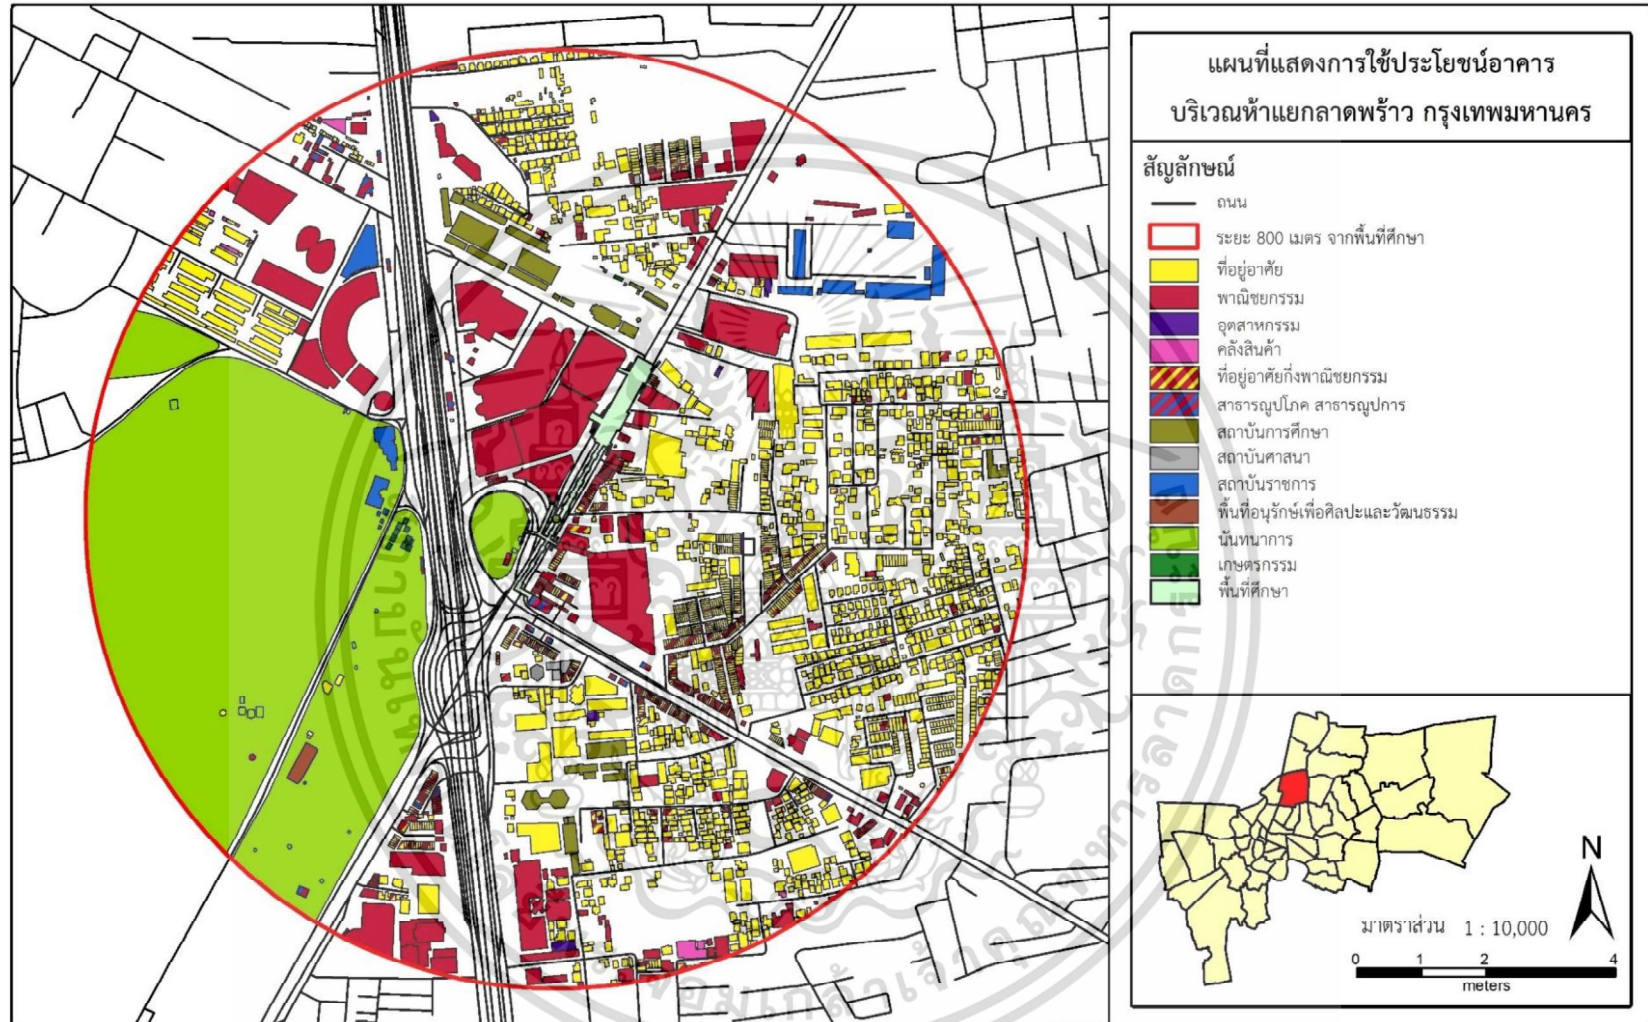 แผนที่แสดงการใช้ประโยชน์อาคาร
บริเวณห้าแยกลาดพร้าว กรุงเทพมหานคร
สัญลักษณ์
ถนน
ระยะ 800 เมตร จากพื้นที่ศึกษา
ที่อยู่อาศัย
พาณิชยกรรม
อุตสาหกรรม
คลังสินค้า
ที่อยู่อาศัยกึ่งพาณิชยกรรม
สาธารณูปโภค สาธารณูปการ
สถาบันการศึกษา
สถาบันศาสนา
สถาบันราชการ
พื้นที่อนุรักษ์เพื่อศิลปะและวัฒนธรรม
นันทนาการ
เกษตรกรรม
พื้นที่ศึกษา
N
มาตราส่วน 1 : 10,000
0 1 2 4
meters